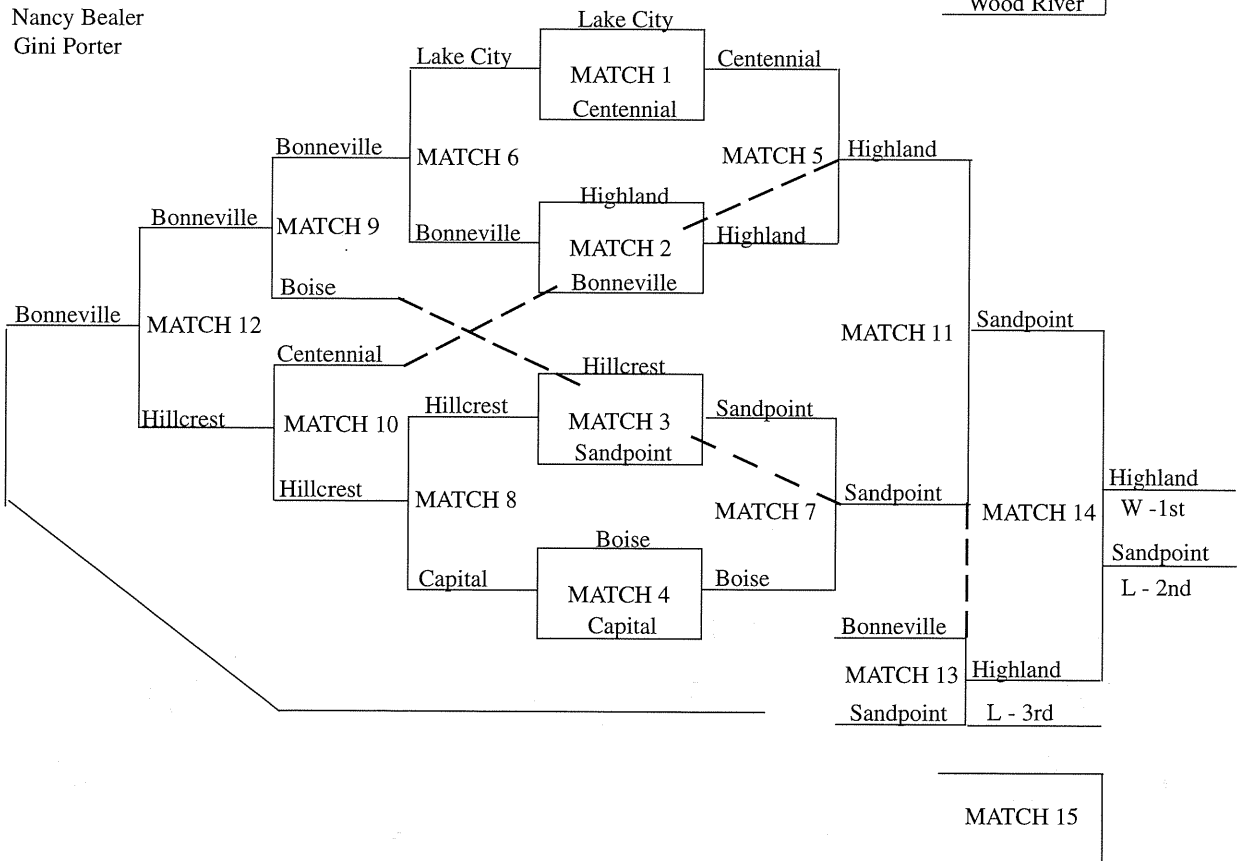 Nancy Bealer
Gini Porter
Wood River
Lake City
Lake City
MATCH 1
Centennial
Centennial
Bonneville
MATCH 6
MATCH 5
Highland
Highland
Bonneville
MATCH 9
Bonneville
MATCH 2
Highland
Boise
Bonneville
Bonneville
MATCH 12
MATCH 11
Sandpoint
Centennial
Hillcrest
Hillcrest
MATCH 10
Hillcrest
MATCH 3
Sandpoint
Sandpoint
Hillcrest
MATCH 8
MATCH 7
Sandpoint
MATCH 14
Highland
W -1st
Boise
Sandpoint
Capital
MATCH 4
Boise
L - 2nd
Capital
Bonneville
MATCH 13
Highland
Sandpoint
L - 3rd
MATCH 15